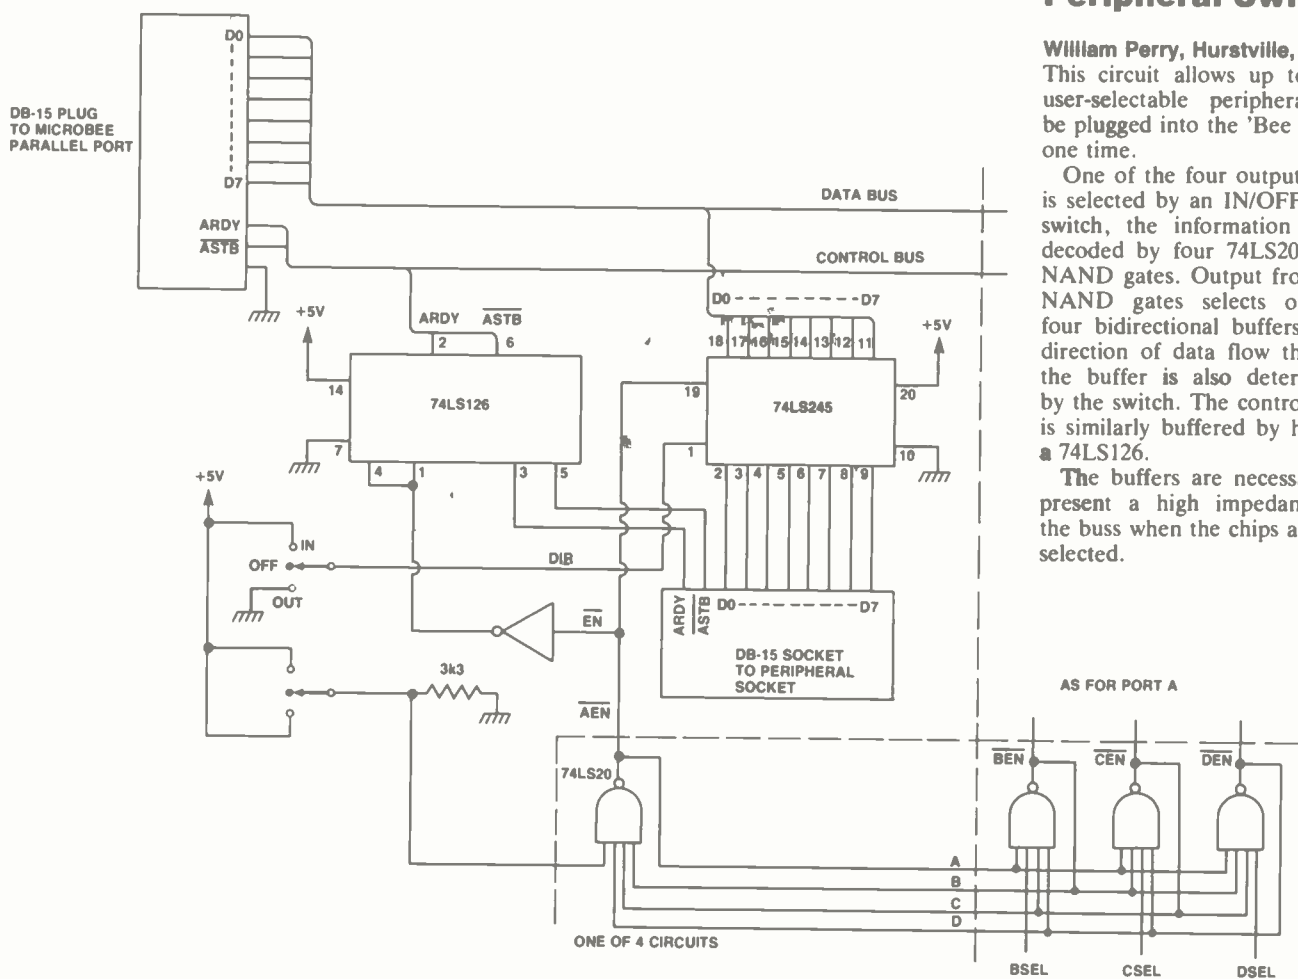 William Perry, Hurstville,
This circuit allows up
user-selectable
be plugged into the 'Bee
one time.
One of the four output
is selected by an IN/OFF
switch, the information
decoded by four 74LS20
NAND gates. Output
NAND gates selects
four bidirectional buffers
direction of data flow
the buffer is also
by the switch. The
is similarly buffered by
a 74LS126.
The buffers are
present a high
the buss when the chips
selected.
DB-15 PLUG
TO MICROBEE
PARALLEL PORT
D0
D7
ARDY
ASTB
DATA BUS
CONTROL BUS
+5V
ARDY ASTB
2 6
14
74LS126
7
4 1 3 5
D0 D7
18 17 16 15 14 13 12 11
+5V
19
74LS245
20
1
10
2 3 4 5 6 7 8 9
+5V
IN
OFF
OUT
DIR
EN
3k3
AEN
ARDY
ASTB
D0 D7
DB-15 SOCKET
TO PERIPHERAL
SOCKET
AS FOR PORT A
74LS20
BEN
CEN
DEN
A
B
C
D
ONE OF 4 CIRCUITS
BSEL
CSEL
DSEL